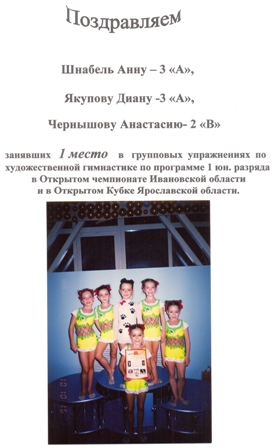 Поздравляем
Шнабель Анну – 3 «А»,
Якупову Диану -3 «А»,
Чернышову Анастасию- 2 «В»
занявших 1 место в групповых упражнениях по
художественной гимнастике по программе 1 юн. разряда
в Открытом чемпионате Ивановской области
и в Открытом Кубке Ярославской области.